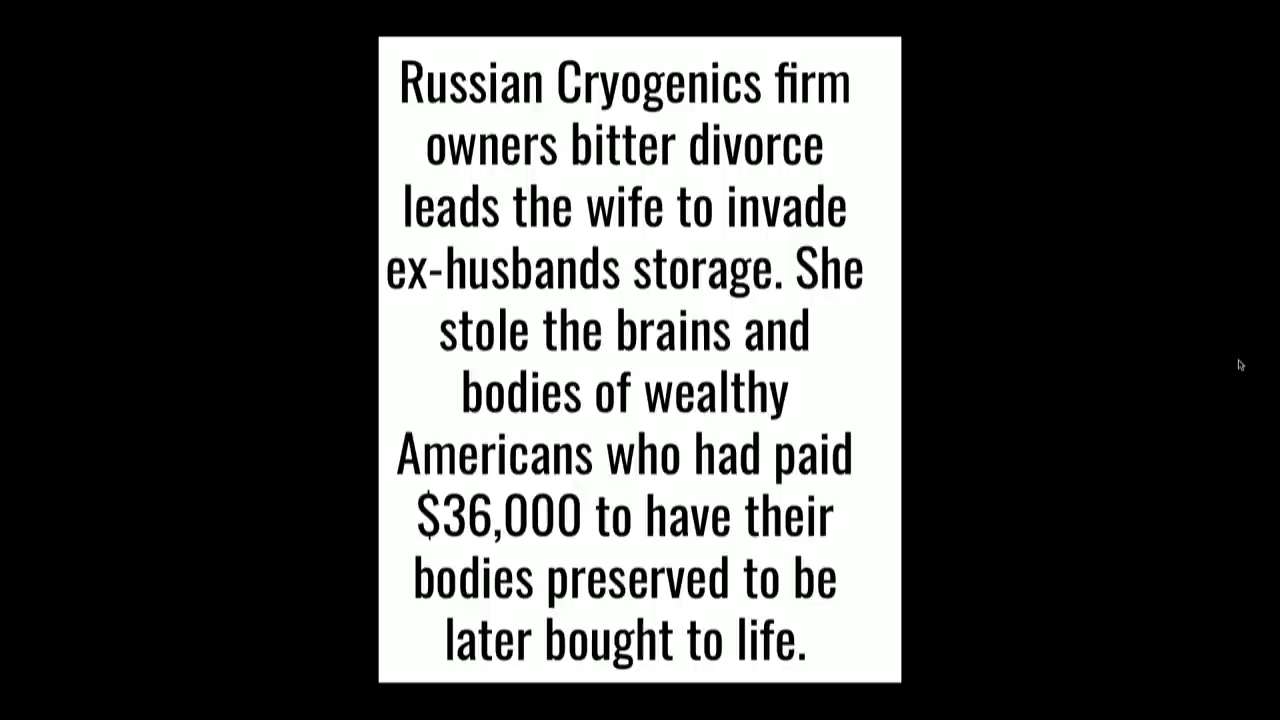 Russian Cryogenics firm
owners bitter divorce
leads the wife to invade
ex-husbands storage. She
stole the brains and
bodies of wealthy
Americans who had paid
$36,000 to have their
bodies preserved to be
later bought to life.